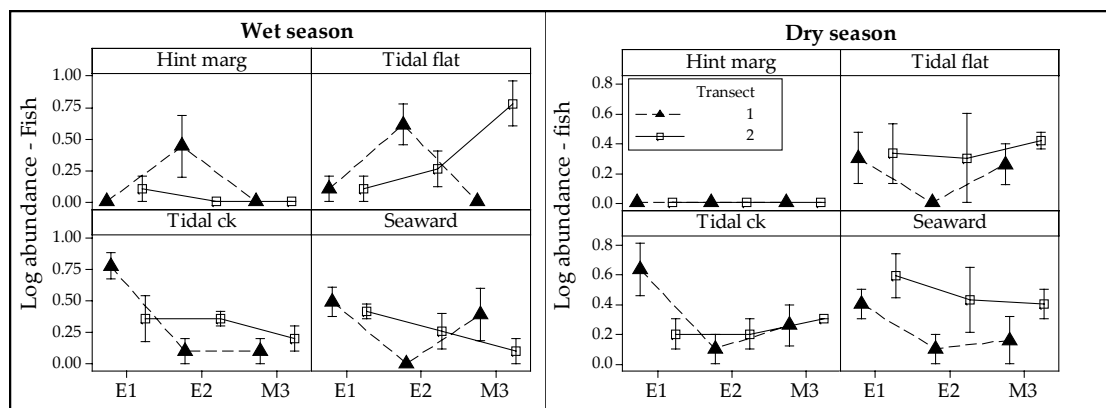 Wet season
Hint marg
Tidal flat
Log abundance - Fish
1.00
0.75
0.50
0.25
0.00
Tidal ck
Seaward
1.00
0.75
0.50
0.25
0.00
E1
E2
M3
E1
E2
M3
Dry season
Hint marg
Tidal flat
Log abundance - fish
0.8
0.6
0.4
0.2
0.0
Transect
1
2
Tidal ck
Seaward
0.8
0.6
0.4
0.2
0.0
E1
E2
M3
E1
E2
M3